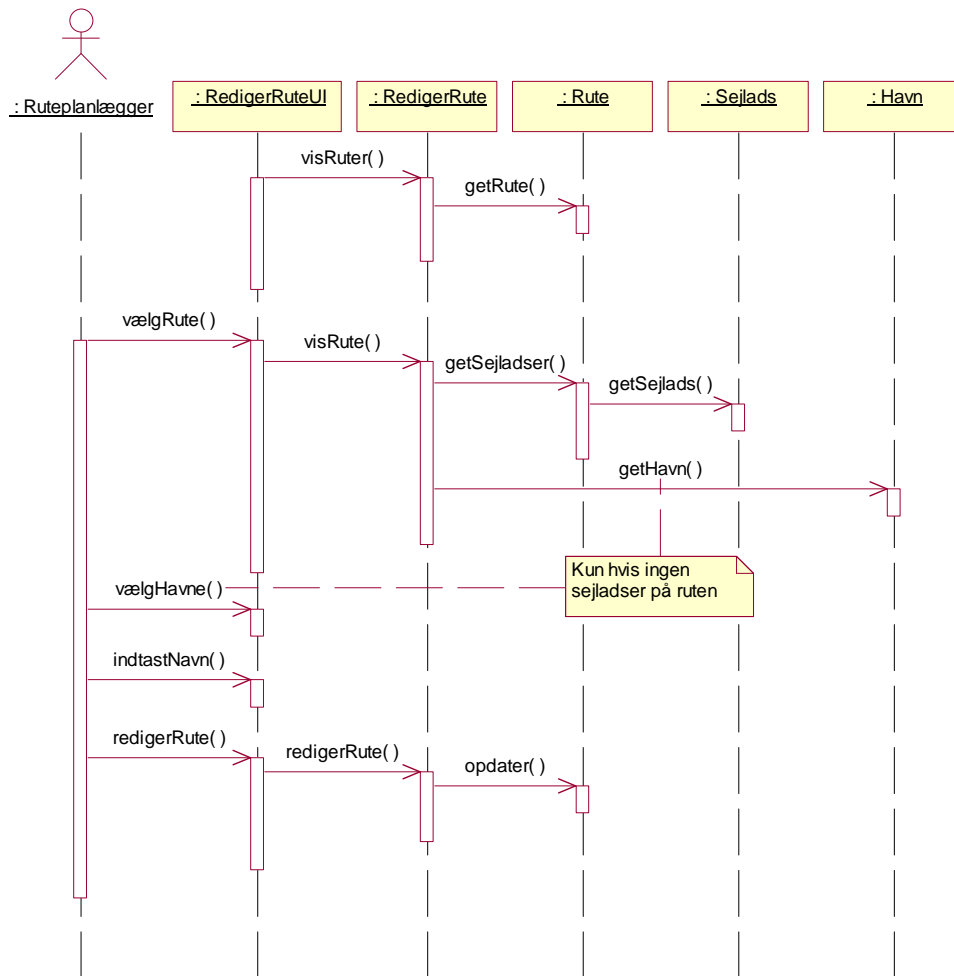 : Ruteplanlægger
: RedigerRuteUI
: RedigerRute
: Rute
: Sejlads
: Havn
visRuter( )
getRute( )
vælgRute( )
visRute( )
getSejladser( )
getSejlads( )
getHavn( )
Kun hvis ingen
sejladser på ruten
vælgHavne( )
indtastNavn( )
redigerRute( )
redigerRute( )
opdater( )